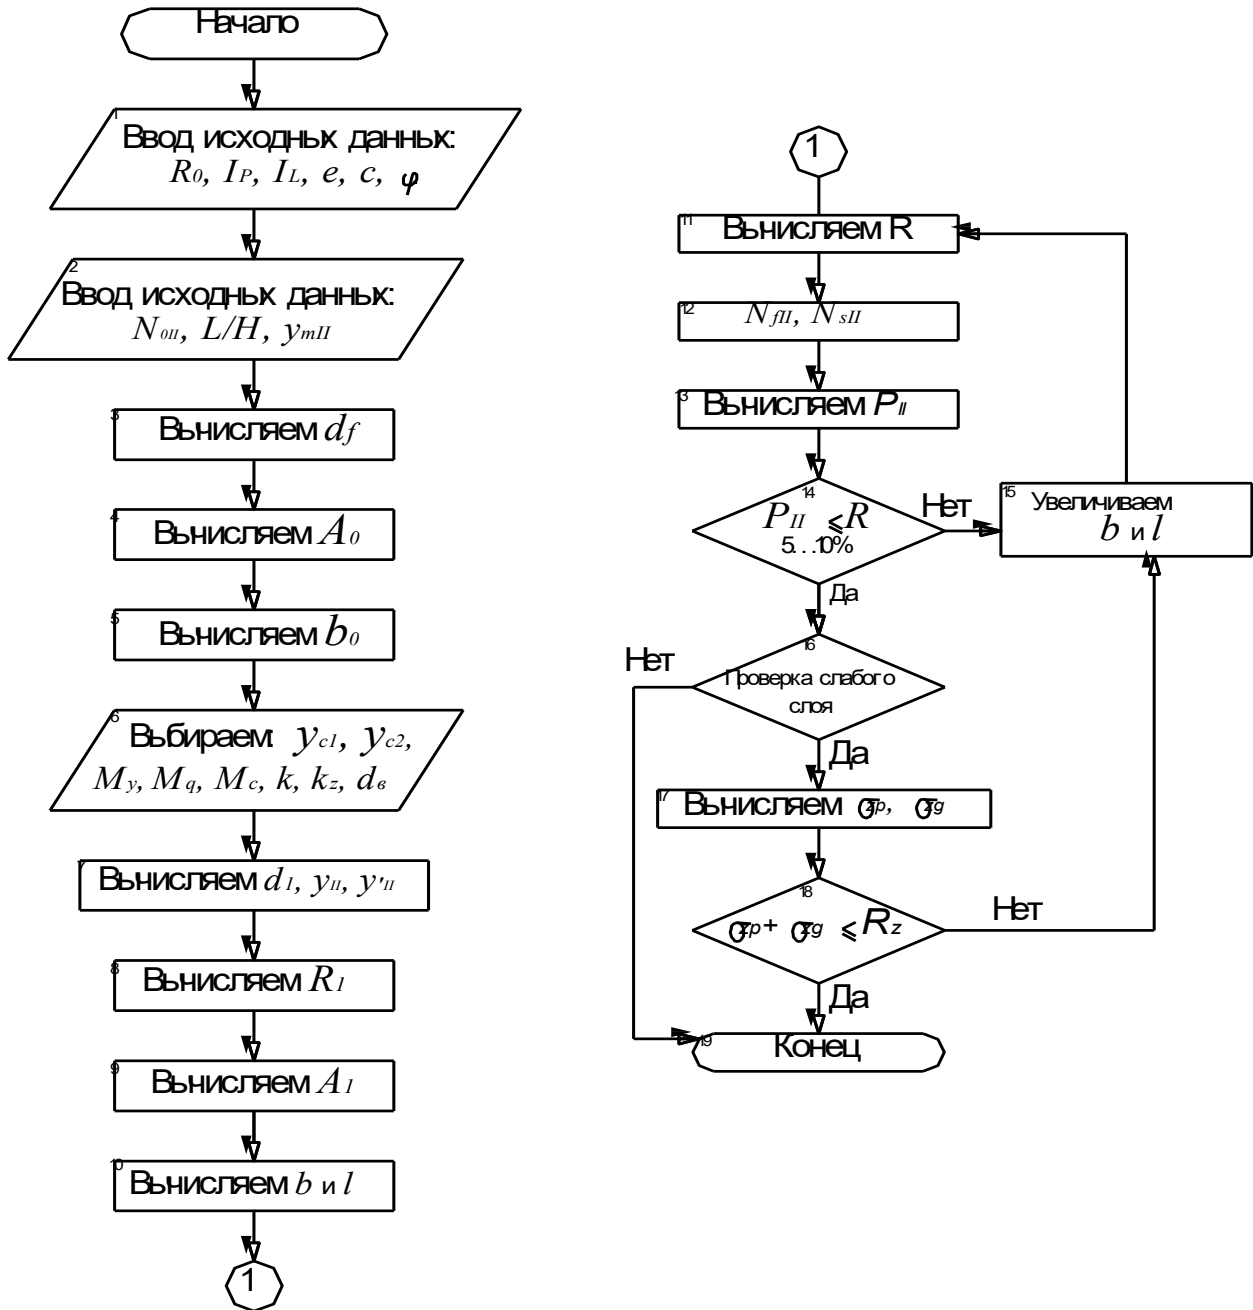 Начало
1
Ввод исходных данных:
R0, IP, IL, e, c, φ
2
Ввод исходных данных:
N0II, L/H, ymII
3
Вычисляем df
4
Вычисляем A0
5
Вычисляем b0
6
Выбираем: yc1, yc2,
My, Mq, Mc, k, kz, dв
7
Вычисляем d1, yII, y'II
8
Вычисляем R1
9
Вычисляем A1
10
Вычисляем b и l
1
1
11
Вычисляем R
12
NfII, NsII
13
Вычисляем PII
14
PII ⩽R
5...10%
Нет
15
Увеличиваем
b и l
Да
16
Проверка слабого
слоя
Нет
Да
17
Вычисляем σzp, σzg
18
σzp+ σzg ⩽Rz
Нет
Да
19
Конец